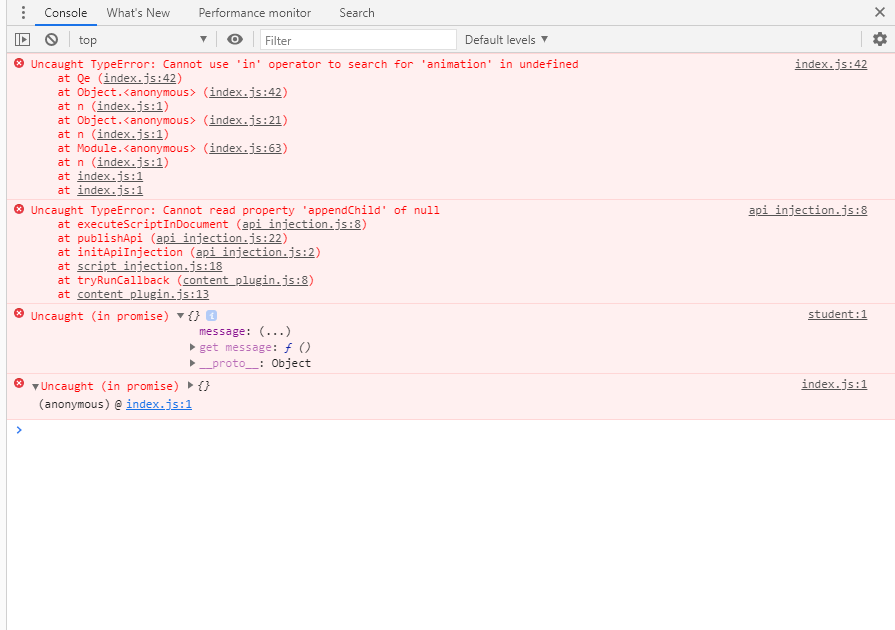 Console What's New Performance monitor Search
top Filter Default levels
Uncaught TypeError: Cannot use 'in' operator to search for 'animation' in undefined index.js:42
at Qe (index.js:42)
at Object.<anonymous> (index.js:42)
at n (index.js:1)
at Object.<anonymous> (index.js:21)
at n (index.js:1)
at Module.<anonymous> (index.js:63)
at n (index.js:1)
at index.js:1
at index.js:1
Uncaught TypeError: Cannot read property 'appendChild' of null api_injection.js:8
at executeScriptInDocument (api_injection.js:8)
at publishApi (api_injection.js:22)
at initApiInjection (api_injection.js:2)
at script_injection.js:18
at tryRunCallback (content_plugin.js:8)
at content_plugin.js:13
Uncaught (in promise) {} i student:1
message: (...)
get message: ƒ ()
__proto__: Object
Uncaught (in promise) {} index.js:1
(anonymous) @ index.js:1